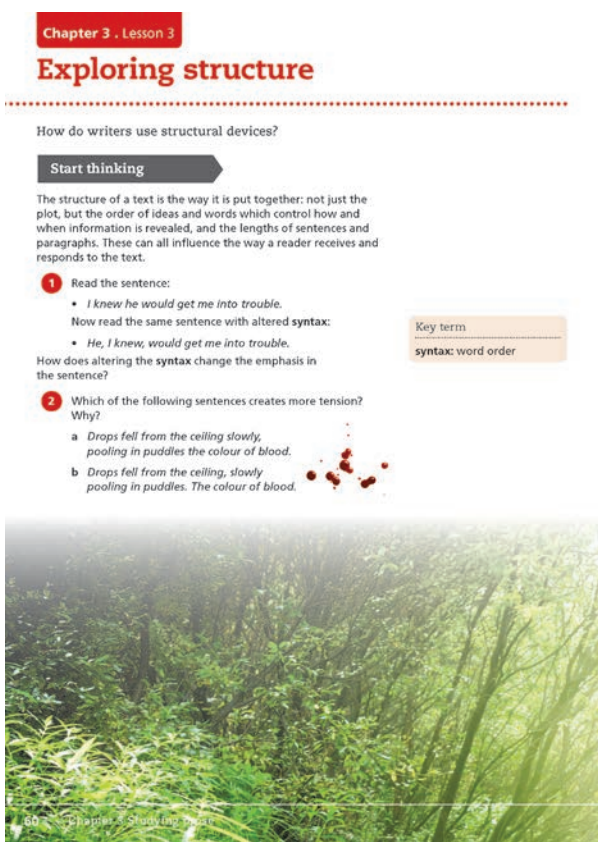 Chapter 3 . Lesson 3
Exploring structure
How do writers use structural devices?
Start thinking
The structure of a text is the way it is put together: not just the
plot, but the order of ideas and words which control how and
when information is revealed, and the lengths of sentences and
paragraphs. These can all influence the way a reader receives and
responds to the text.
1 Read the sentence:
• I knew he would get me into trouble.
Now read the same sentence with altered syntax:
• He, I knew, would get me into trouble.
How does altering the syntax change the emphasis in
the sentence?
Key term
syntax: word order
2 Which of the following sentences creates more tension?
Why?
a Drops fell from the ceiling slowly,
pooling in puddles the colour of blood.
b Drops fell from the ceiling, slowly
pooling in puddles. The colour of blood.
60 Chapter 3 Studying prose